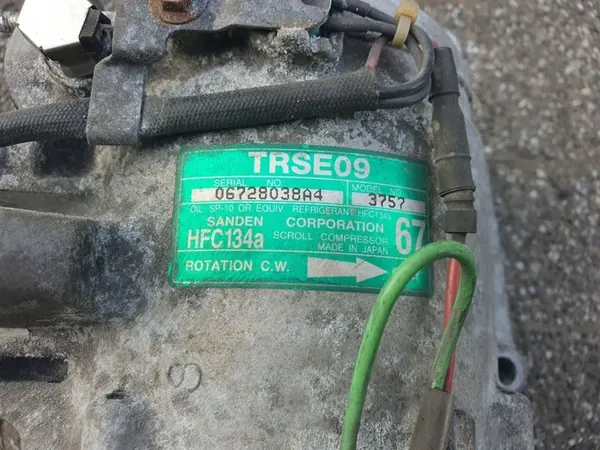 TRSE09
SERIAL NO. MODEL NO.
06728038A4 3757
OIL:SP-10 OR EQUIV. REFRIGERANT:HFC134a
SANDEN CORPORATION 67
HFC134a SCROLL COMPRESSOR
MADE IN JAPAN
ROTATION C.W.
S